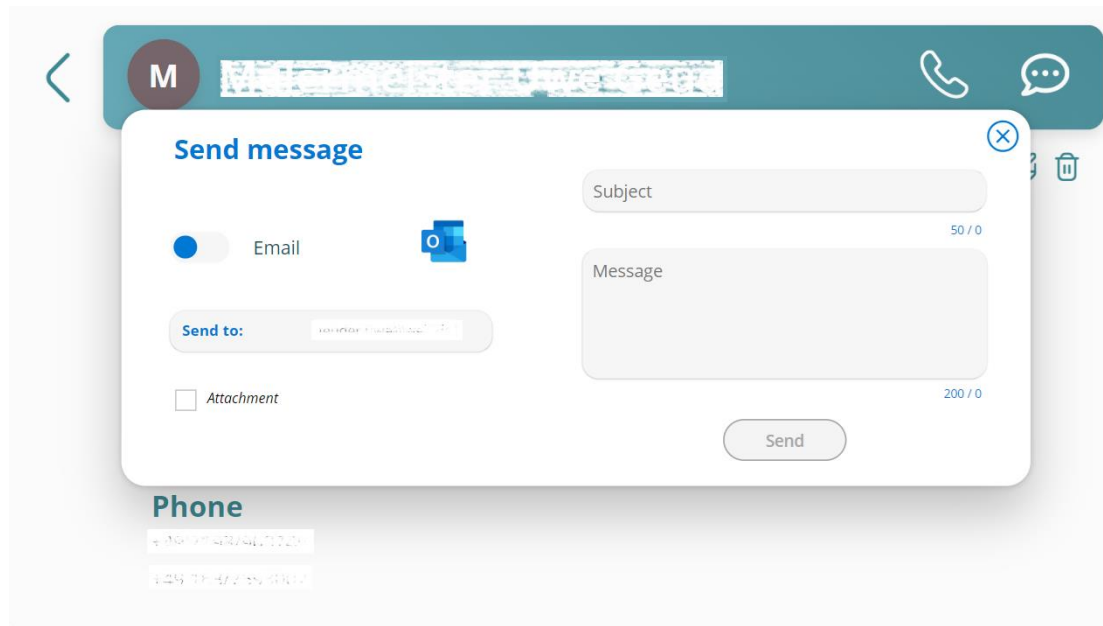 M
Send message
Subject
50 / 0
Email
O
Message
Send to:
200 / 0
Attachment
Send
Phone